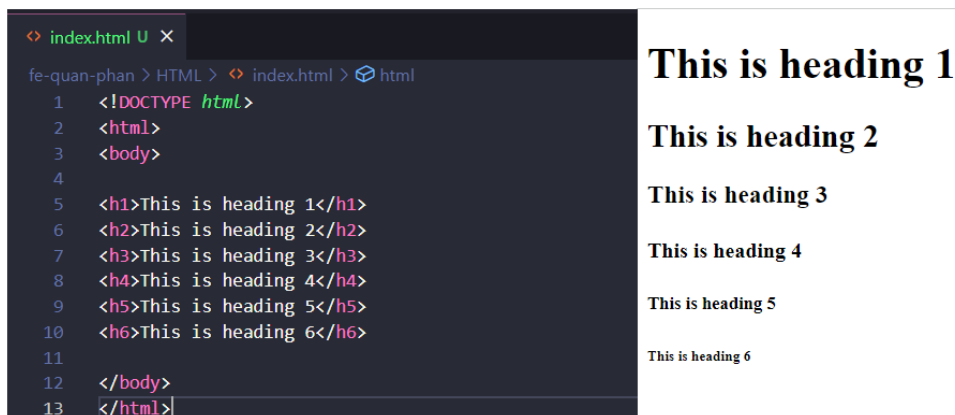 index.html U ×
fe-quan-phan > HTML > <> index.html > html
1 <!DOCTYPE html>
2 <html>
3 <body>
4
5 <h1>This is heading 1</h1>
6 <h2>This is heading 2</h2>
7 <h3>This is heading 3</h3>
8 <h4>This is heading 4</h4>
9 <h5>This is heading 5</h5>
10 <h6>This is heading 6</h6>
11
12 </body>
13 </html>
This is heading 1
This is heading 2
This is heading 3
This is heading 4
This is heading 5
This is heading 6